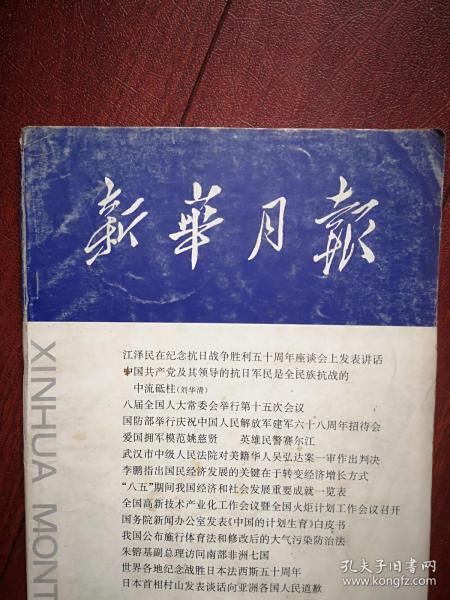 新華月報
XINHUA MONT
江泽民在纪念抗日战争胜利五十周年座谈会上发表讲话
中国共产党及其领导的抗日军民是全民族抗战的
中流砥柱(刘华清)
八届全国人大常委会举行第十五次会议
国防部举行庆祝中国人民解放军建军六十八周年招待会
爱国拥军模范姚慈贤 英雄民警赛尔江
武汉市中级人民法院对美籍华人吴弘达案一审作出判决
李鹏指出国民经济发展的关键在于转变经济增长方式
“八五”期间我国经济和社会发展重要成就一览表
全国高新技术产业化工作会议暨全国火炬计划工作会议召开
国务院新闻办公室发表《中国的计划生育》白皮书
我国公布施行体育法和修改后的大气污染防治法
朱镕基副总理访问南部非洲七国
世界各地纪念战胜日本法西斯五十周年
日本首相村山发表谈话向亚洲各国人民道歉
孔夫子旧书网
kongfz.com